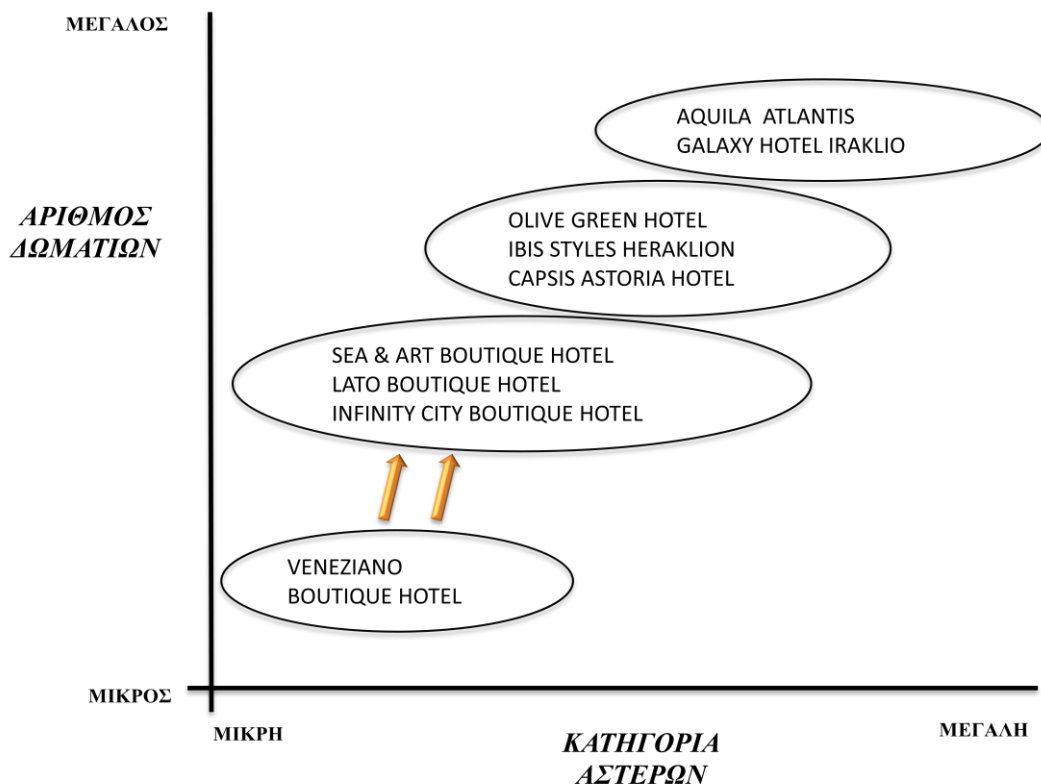 ΜΕΓΑΛΟΣ
AQUILA ATLANTIS
GALAXY HOTEL IRAKLIO
ΑΡΙΘΜΟΣ
ΔΩΜΑΤΙΩΝ
OLIVE GREEN HOTEL
IBIS STYLES HERAKLION
CAPSIS ASTORIA HOTEL
SEA & ART BOUTIQUE HOTEL
LATO BOUTIQUE HOTEL
INFINITY CITY BOUTIQUE HOTEL
VENEZIANO
BOUTIQUE HOTEL
ΜΙΚΡΟΣ
ΜΙΚΡΗ
ΚΑΤΗΓΟΡΙΑ
ΑΣΤΕΡΩΝ
ΜΕΓΑΛΗ